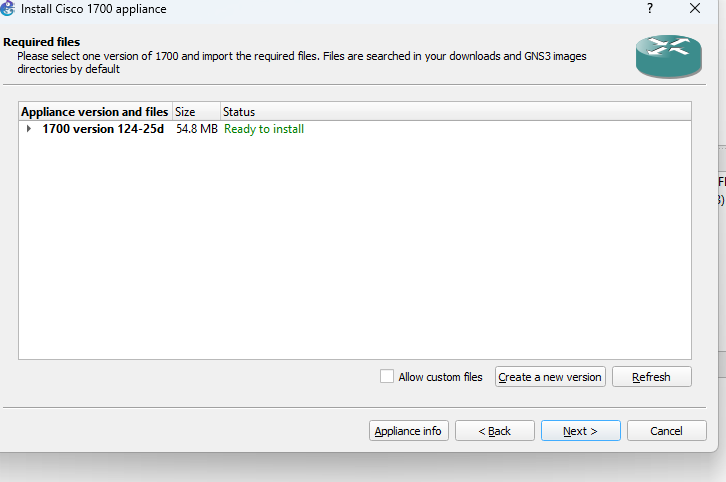 Install Cisco 1700 appliance
?
Required files
Please select one version of 1700 and import the required files. Files are searched in your downloads and GNS3 images
directories by default
Appliance version and files Size Status
1700 version 124-25d 54.8 MB Ready to install
Allow custom files Create a new version Refresh
Appliance info < Back Next > Cancel